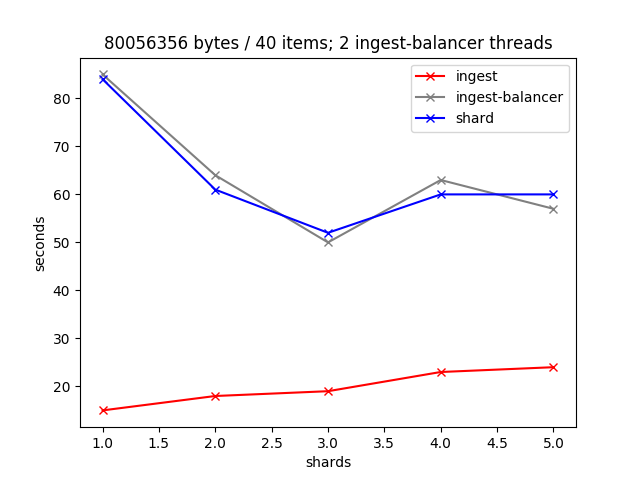 80056356 bytes / 40 items; 2 ingest-balancer threads
ingest
ingest-balancer
shard
seconds
80
70
60
50
40
30
20
1.0 1.5 2.0 2.5 3.0 3.5 4.0 4.5 5.0
shards